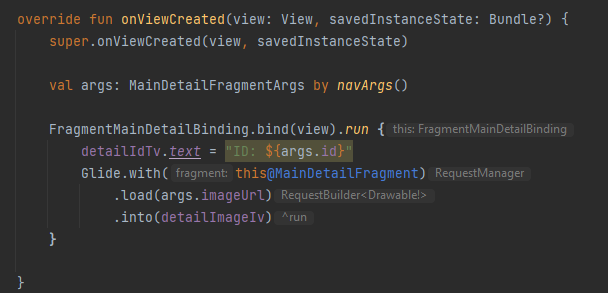 override fun onViewCreated(view: View, savedInstanceState: Bundle?) {
super.onViewCreated(view, savedInstanceState)
val args: MainDetailFragmentArgs by navArgs()
FragmentMainDetailBinding.bind(view).run { this: FragmentMainDetailBinding
detailIdTv.text = "ID: ${args.id}"
Glide.with( fragment: this@MainDetailFragment) RequestManager
.load(args.imageUrl) RequestBuilder<Drawable!>
.into(detailImageIv) ^run
}
}